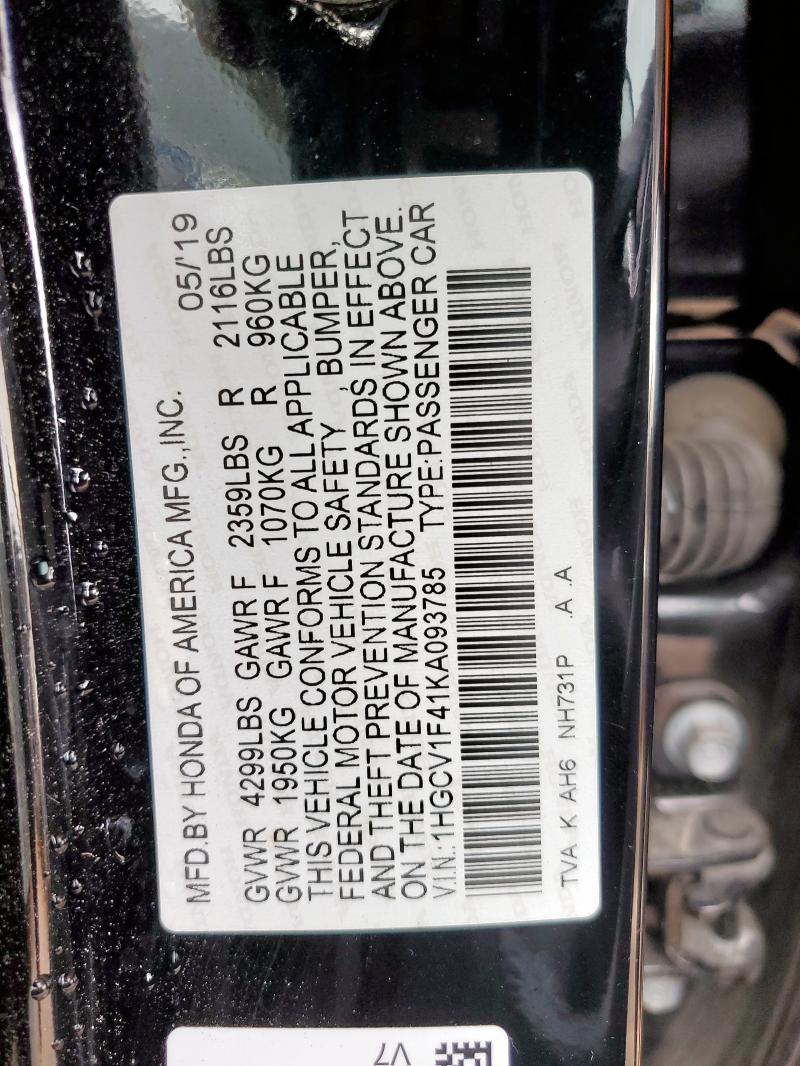 MFD.BY HONDA OF AMERICA MFG.,INC. 05/'19
GVWR 4299LBS GAWR F 2359LBS R 2116LBS
GVWR 1950KG GAWR F 1070KG R 960KG
THIS VEHICLE CONFORMS TO ALL APPLICABLE
FEDERAL MOTOR VEHICLE SAFETY, BUMPER,
AND THEFT PREVENTION STANDARDS IN EFFECT
ON THE DATE OF MANUFACTURE SHOWN ABOVE.
V.I.N.:1HGCV1F41KA093785 TYPE:PASSENGER CAR
TVA K AH6 NH731P .A .A
V7